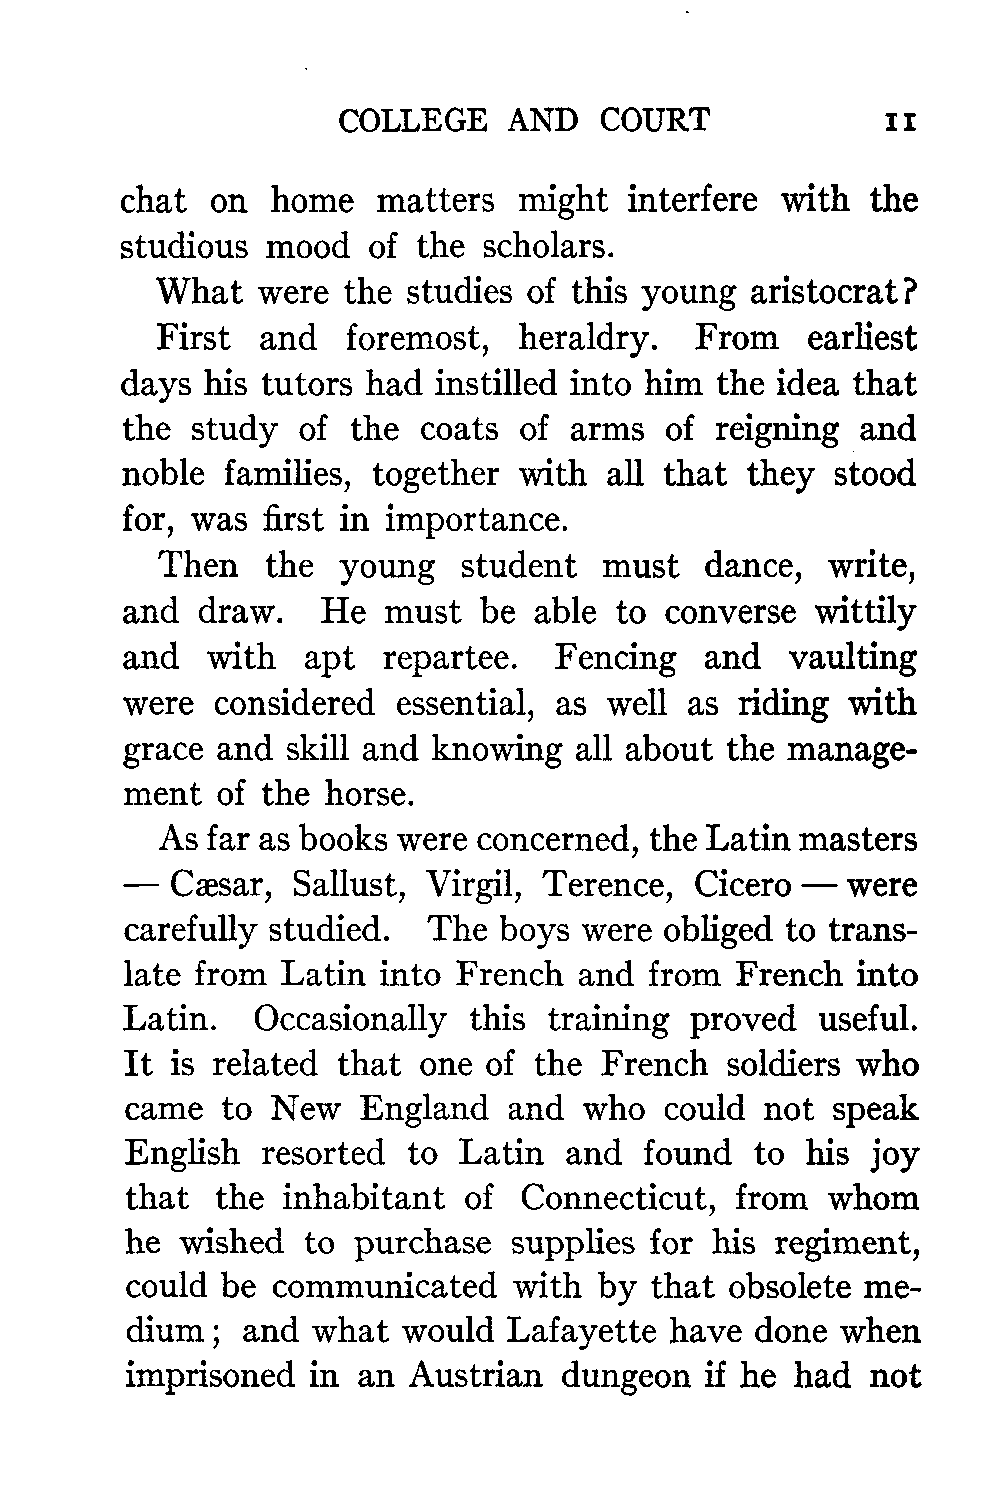 COLLEGE AND COURT 11
chat on home matters might interfere with the
studious mood of the scholars.
What were the studies of this young aristocrat?
First and foremost, heraldry. From earliest
days his tutors had instilled into him the idea that
the study of the coats of arms of reigning and
noble families, together with all that they stood
for, was first in importance.
Then the young student must dance, write,
and draw. He must be able to converse wittily
and with apt repartee. Fencing and vaulting
were considered essential, as well as riding with
grace and skill and knowing all about the manage-
ment of the horse.
As far as books were concerned, the Latin masters
— Cæsar, Sallust, Virgil, Terence, Cicero — were
carefully studied. The boys were obliged to trans-
late from Latin into French and from French into
Latin. Occasionally this training proved useful.
It is related that one of the French soldiers who
came to New England and who could not speak
English resorted to Latin and found to his joy
that the inhabitant of Connecticut, from whom
he wished to purchase supplies for his regiment,
could be communicated with by that obsolete me-
dium; and what would Lafayette have done when
imprisoned in an Austrian dungeon if he had not